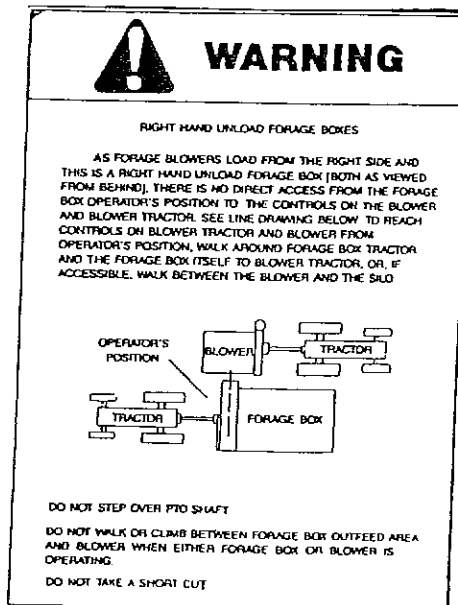 WARNING
RIGHT HAND UNLOAD FORAGE BOXES
AS FORAGE BLOWERS LOAD FROM THE RIGHT SIDE AND
THIS IS A RIGHT HAND UNLOAD FORAGE BOX [BOTH AS VIEWED
FROM BEHIND], THERE IS NO DIRECT ACCESS FROM THE FORAGE
BOX OPERATOR'S POSITION TO THE CONTROLS ON THE BLOWER
AND BLOWER TRACTOR. SEE LINE DRAWING BELOW TO REACH
CONTROLS ON BLOWER TRACTOR AND BLOWER FROM
OPERATOR'S POSITION, WALK AROUND FORAGE BOX TRACTOR
AND THE FORAGE BOX ITSELF TO BLOWER TRACTOR, OR, IF
ACCESSIBLE, WALK BETWEEN THE BLOWER AND THE SILO
OPERATOR'S
POSITION
BLOWER
TRACTOR
TRACTOR
FORAGE BOX
DO NOT STEP OVER PTO SHAFT
DO NOT WALK OR CLIMB BETWEEN FORAGE BOX OUTFEED AREA
AND BLOWER WHEN EITHER FORAGE BOX OR BLOWER IS
OPERATING.
DO NOT TAKE A SHORT CUT